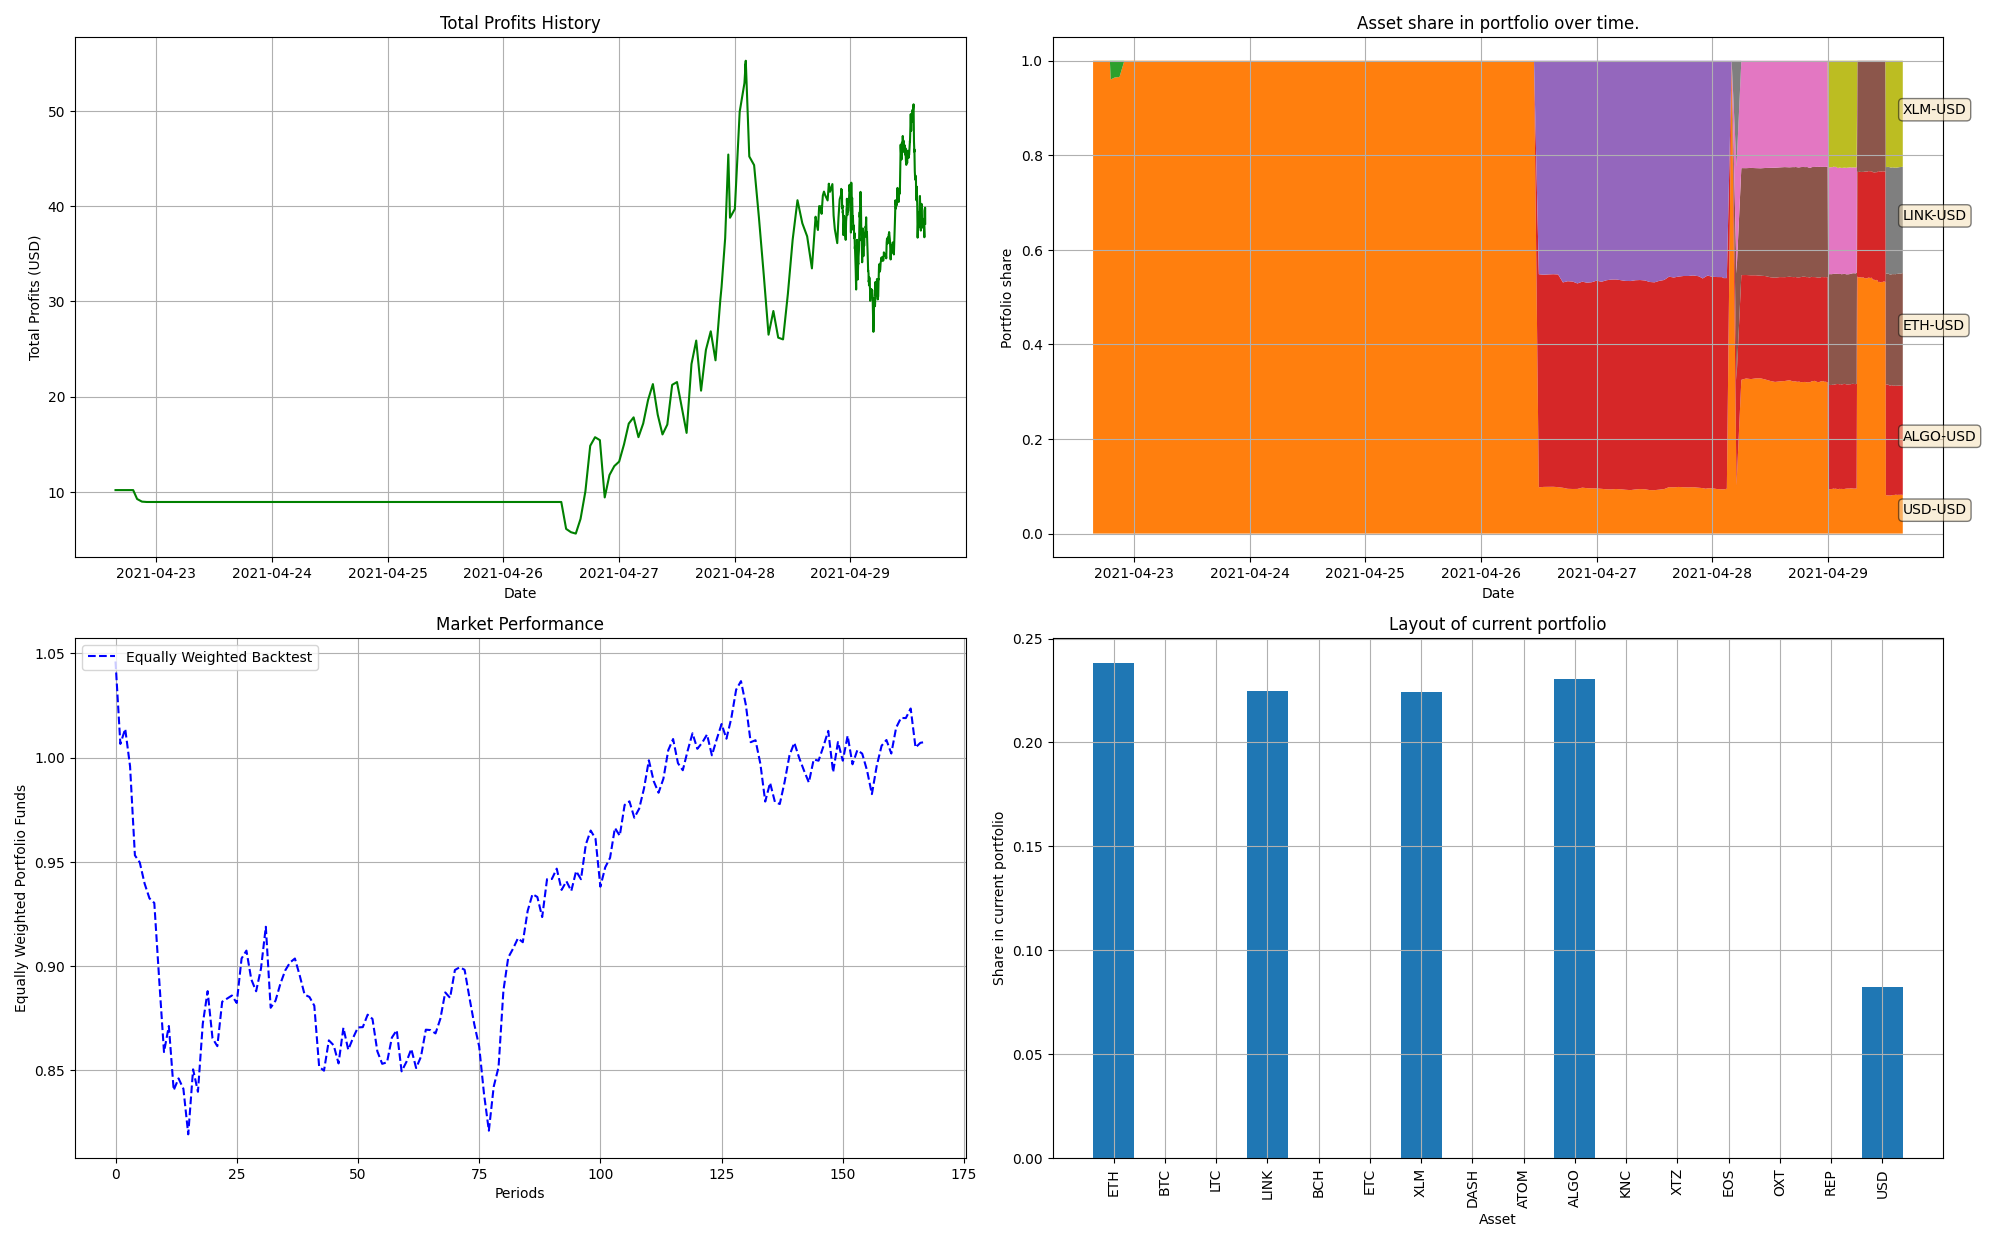 Total Profits History
Total Profits (USD)
50
40
30
20
10
2021-04-23 2021-04-24 2021-04-25 2021-04-26 2021-04-27 2021-04-28 2021-04-29
Date
Asset share in portfolio over time.
Portfolio share
1.0
0.8
0.6
0.4
0.2
0.0
XLM-USD
LINK-USD
ETH-USD
ALGO-USD
USD-USD
2021-04-23 2021-04-24 2021-04-25 2021-04-26 2021-04-27 2021-04-28 2021-04-29
Date
Market Performance
Equally Weighted Backtest
Equally Weighted Portfolio Funds
1.05
1.00
0.95
0.90
0.85
0 25 50 75 100 125 150 175
Periods
Layout of current portfolio
Share in current portfolio
0.25
0.20
0.15
0.10
0.05
0.00
ETH BTC LTC LINK BCH ETC XLM DASH ATOM ALGO KNC XTZ EOS OXT REP USD
Asset